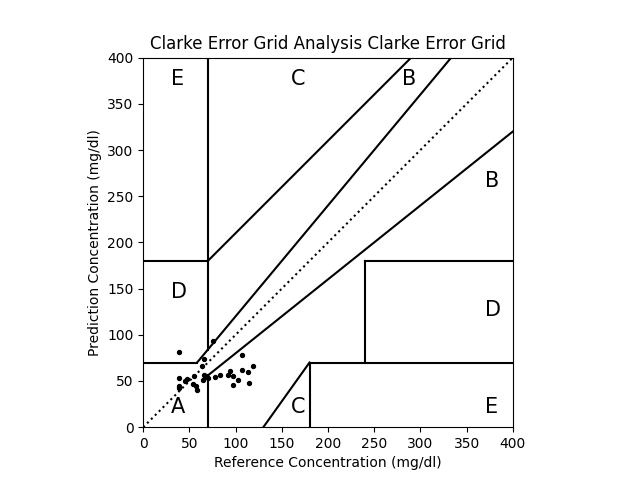 Clarke Error Grid Analysis Clarke Error Grid
400
350
300
250
200
150
100
50
0
Prediction Concentration (mg/dl)
E
C
B
B
D
D
A
C
E
0 50 100 150 200 250 300 350 400
Reference Concentration (mg/dl)